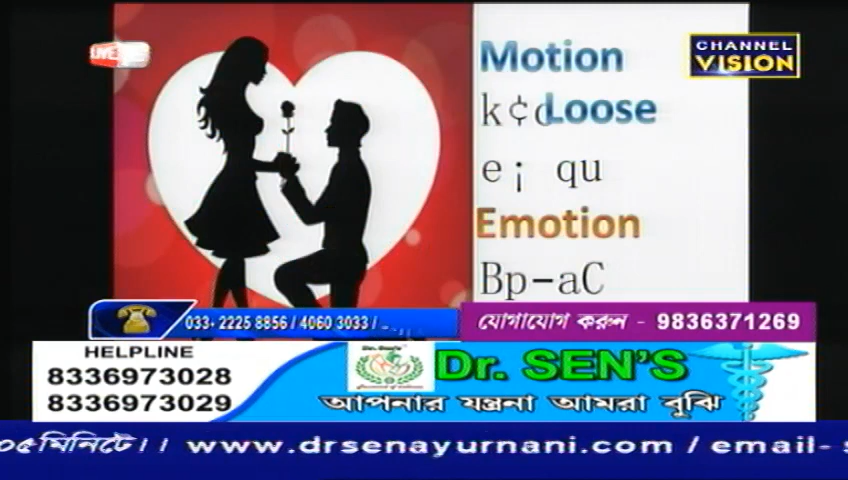 LIVE
Motion
CHANNEL
VISION
k¢c Loose
e¡ qu
Emotion
Bp-aC
033- 2225 8856 / 4060 3033 /
যোগাযোগ করুন - 9836371269
HELPLINE
8336973028
8336973029
Dr. SEN'S
আপনার যন্ত্রনা আমরা বুঝি
০৫মিনিটে।। www.drsenayurnani.com / email-